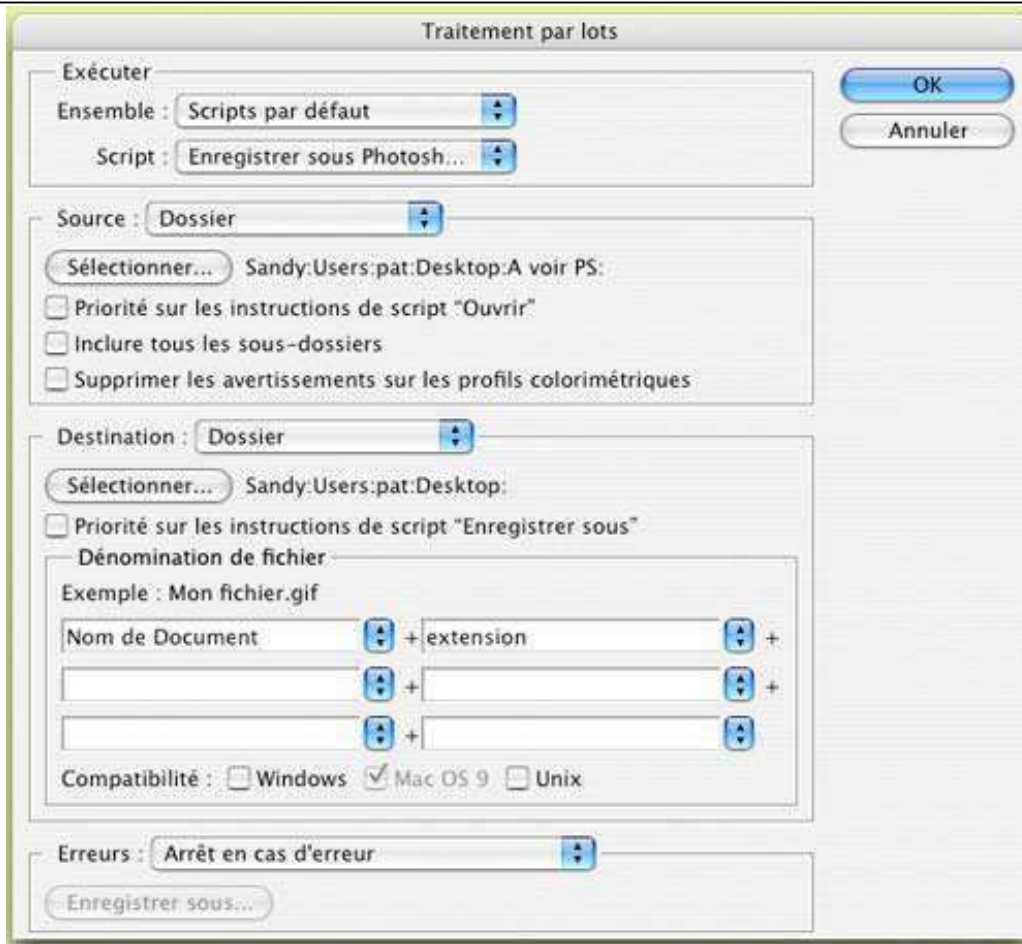 Traitement par lots
Exécuter
Ensemble : Scripts par défaut
Script : Enregistrer sous Photosh...
OK
Annuler
Source : Dossier
Sélectionner... Sandy:Users:pat:Desktop:A voir PS:
Priorité sur les instructions de script “Ouvrir”
Inclure tous les sous-dossiers
Supprimer les avertissements sur les profils colorimétriques
Destination : Dossier
Sélectionner... Sandy:Users:pat:Desktop:
Priorité sur les instructions de script “Enregistrer sous”
Dénomination de fichier
Exemple : Mon fichier.gif
Nom de Document + extension +
+ +
+
Compatibilité : Windows Mac OS 9 Unix
Erreurs : Arrêt en cas d'erreur
Enregistrer sous...